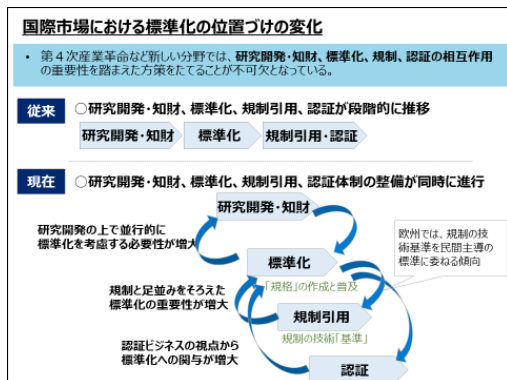 国際市場における標準化の位置づけの変化
• 第4次産業革命など新しい分野では、研究開発・知財、標準化、規制、認証の相互作用
の重要性を踏まえた方策をたてることが不可欠となっている。
従来
○研究開発・知財、標準化、規制引用、認証が段階的に推移
研究開発・知財
標準化
規制引用・認証
現在
○研究開発・知財、標準化、規制引用、認証体制の整備が同時に進行
研究開発・知財
研究開発の上で並行的に
標準化を考慮する必要性が増大
欧州では、規制の技
術基準を民間主導の
標準に委ねる傾向
標準化
「規格」の作成と普及
規制と足並みをそろえた
標準化の重要性が増大
規制引用
規制の技術「基準」
認証ビジネスの視点から
標準化への関与が増大
認証